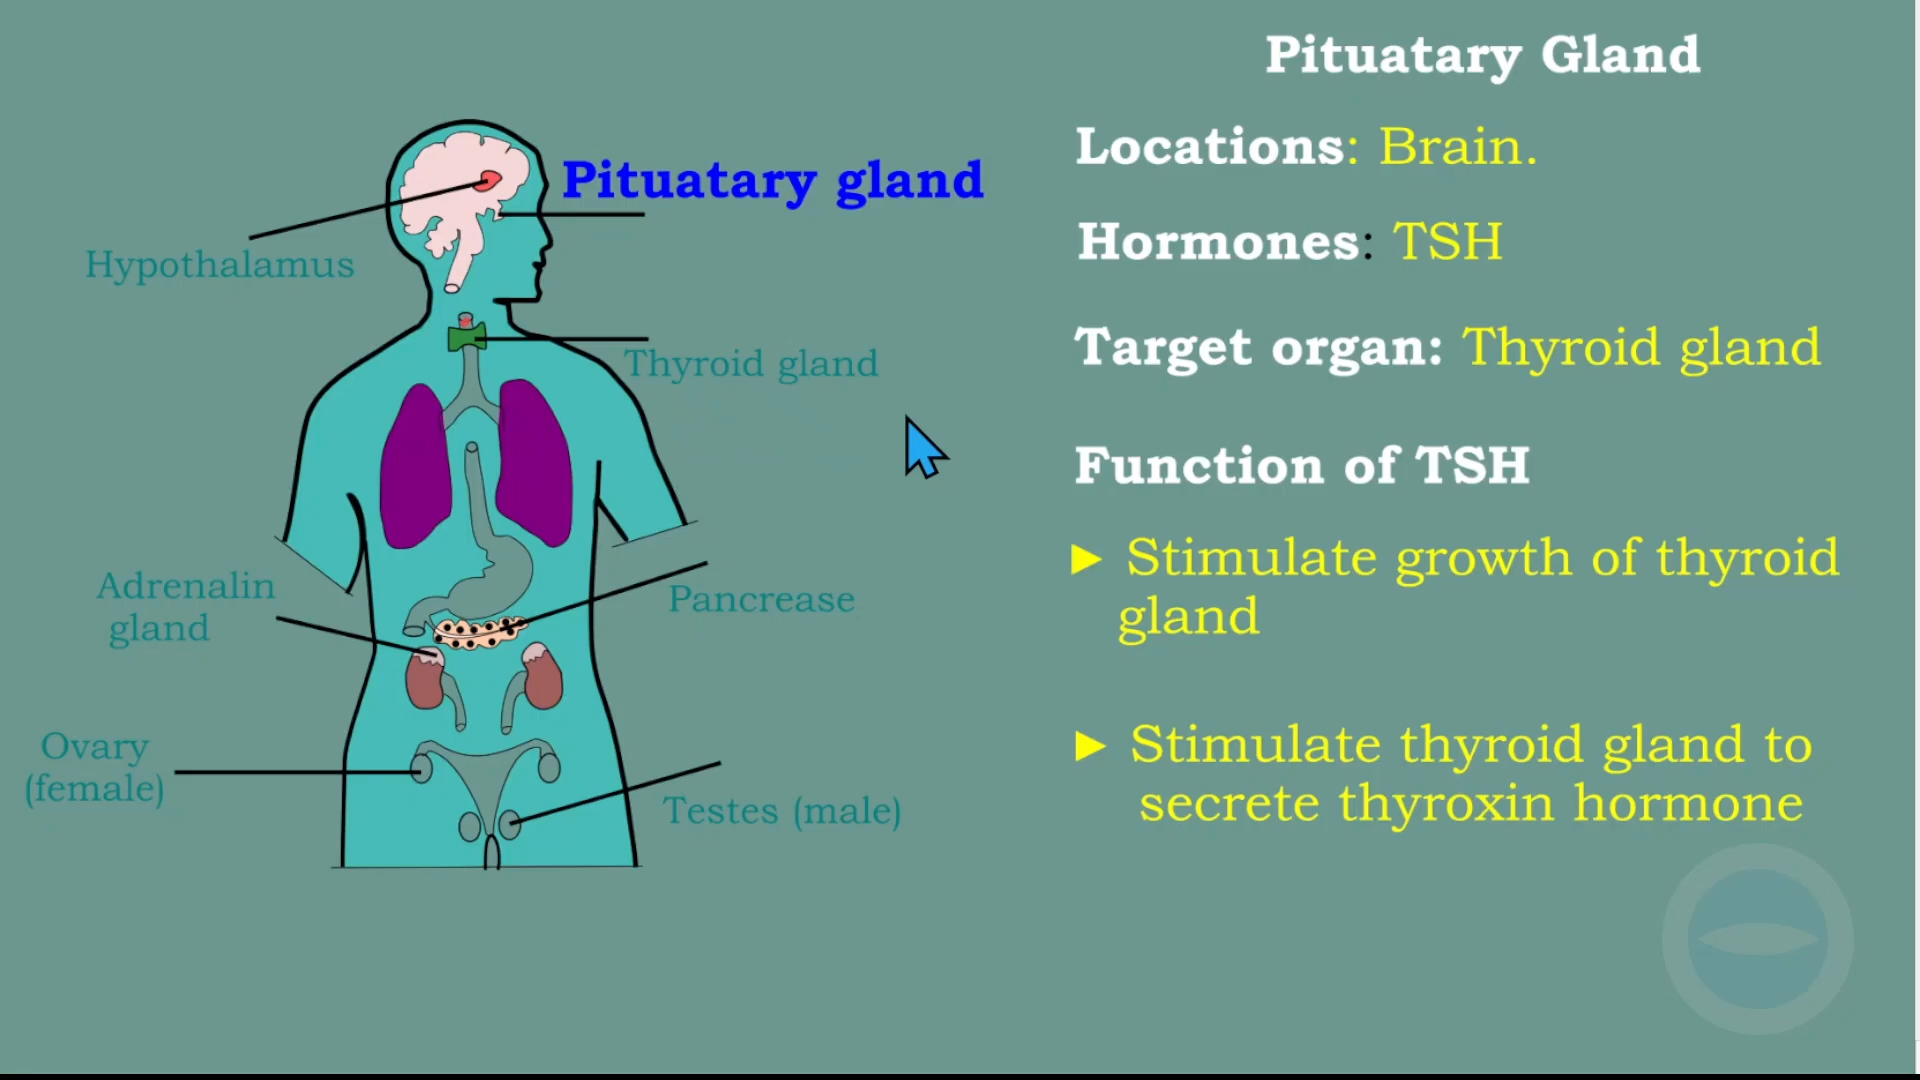 Pituatary Gland
Locations: Brain.
Hormones: TSH
Target organ: Thyroid gland
Function of TSH
► Stimulate growth of thyroid
gland
► Stimulate thyroid gland to
secrete thyroxin hormone
Pituatary gland
Hypothalamus
Thyroid gland
Adrenalin
gland
Pancrease
Ovary
(female)
Testes (male)